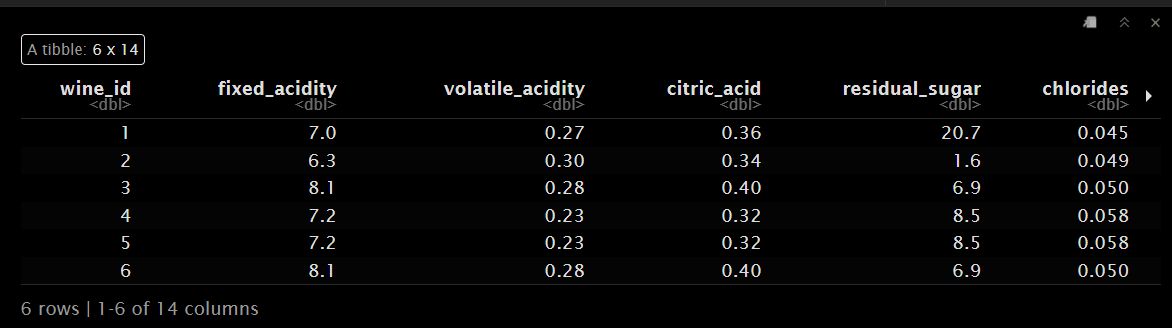 A tibble: 6 x 14
wine_id fixed_acidity volatile_acidity citric_acid residual_sugar chlorides
<dbl> <dbl> <dbl> <dbl> <dbl> <dbl>
1 7.0 0.27 0.36 20.7 0.045
2 6.3 0.30 0.34 1.6 0.049
3 8.1 0.28 0.40 6.9 0.050
4 7.2 0.23 0.32 8.5 0.058
5 7.2 0.23 0.32 8.5 0.058
6 8.1 0.28 0.40 6.9 0.050
6 rows | 1-6 of 14 columns